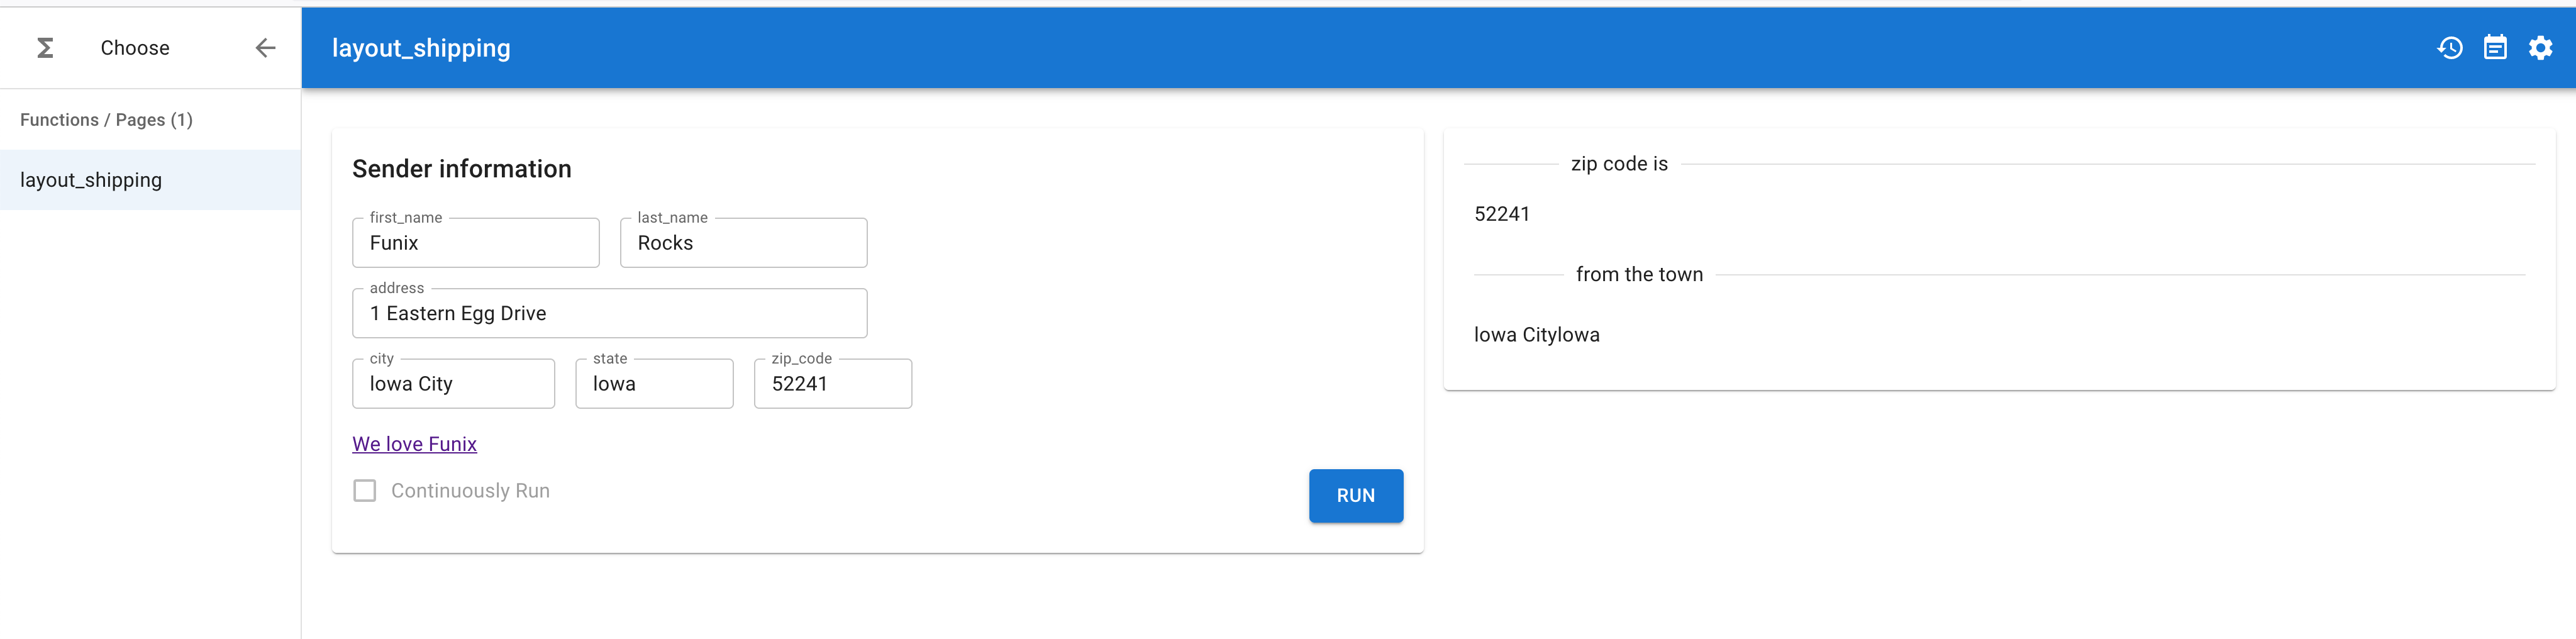 Choose
layout_shipping
Functions / Pages (1)
layout_shipping
Sender information
first_name
last_name
Funix
Rocks
address
1 Eastern Egg Drive
city
state
zip_code
Iowa City
Iowa
52241
We love Funix
Continuously Run
RUN
zip code is
52241
from the town
Iowa CityIowa